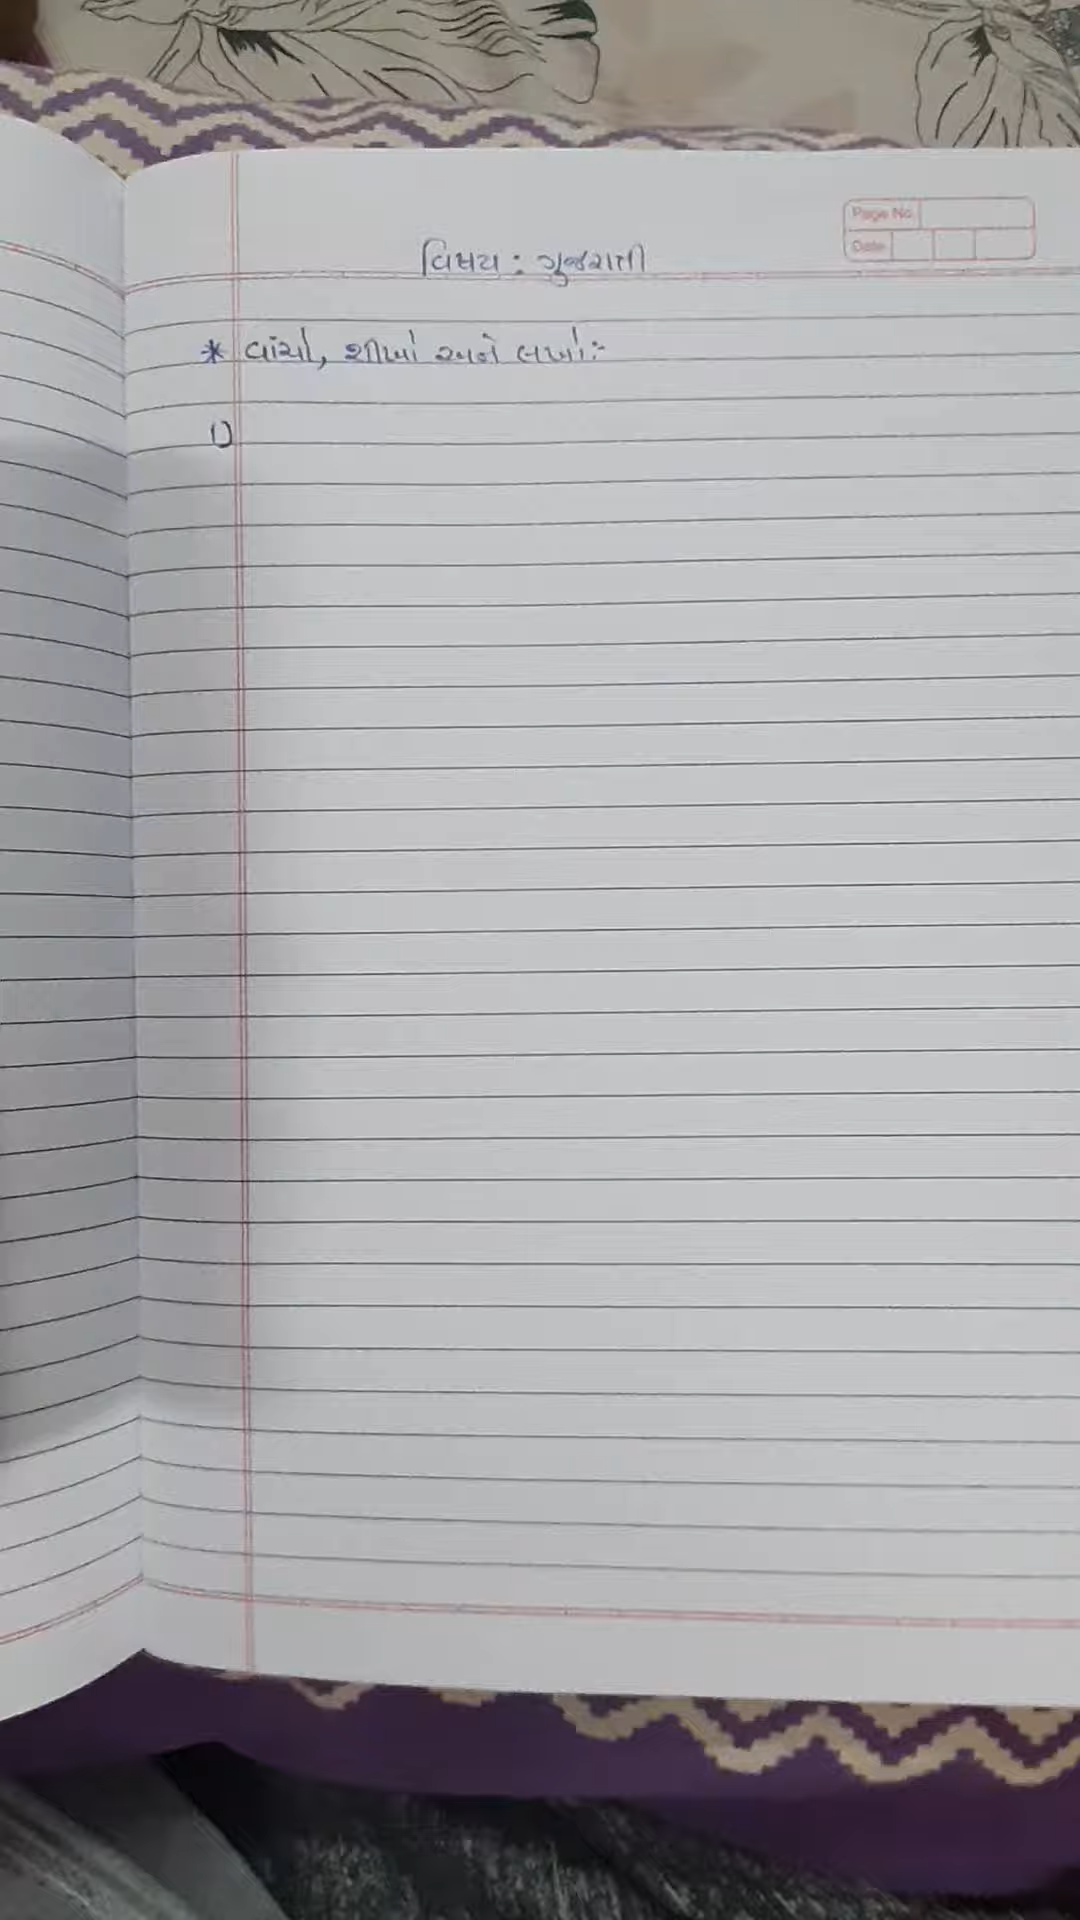 Page No.
Date
વિષય : ગુજરાતી
* વાંચો, શીખો અને લખો:-
1)